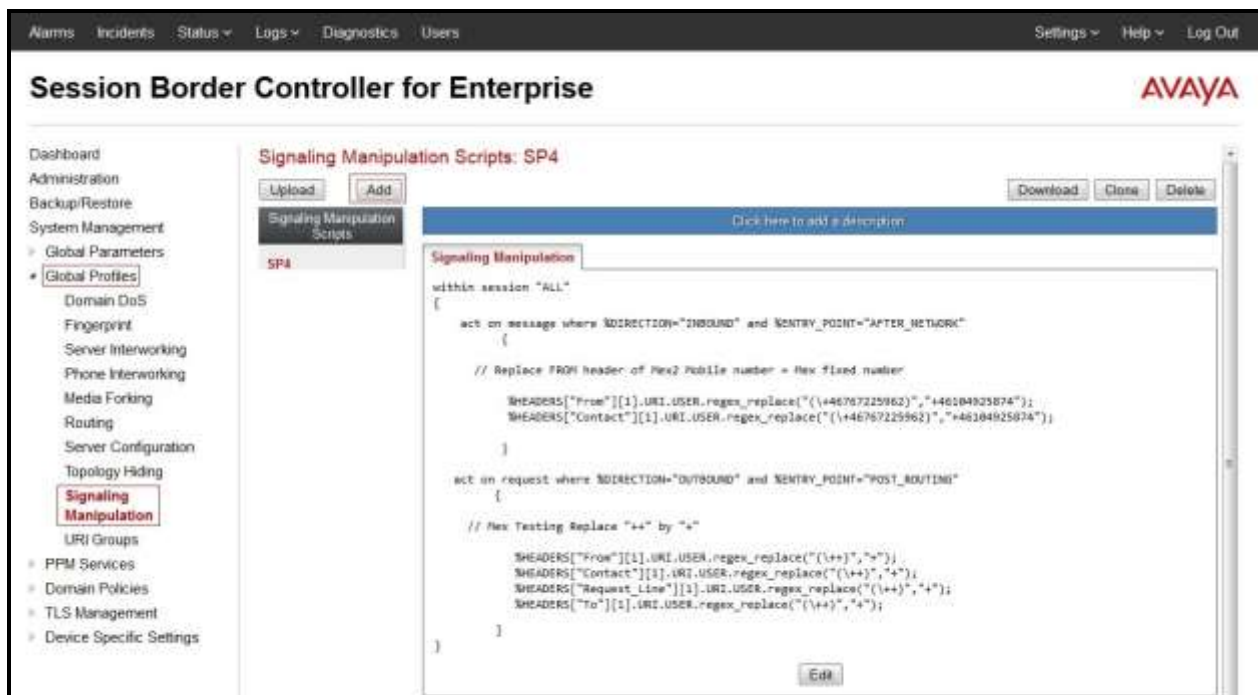 Alarms Incidents Status Logs Diagnostics Users Settings Help Log Out
Session Border Controller for Enterprise
AVAYA
Dashboard
Administration
Backup/Restore
System Management
Global Parameters
Global Profiles
Domain DoS
Fingerprint
Server Interworking
Phone Interworking
Media Forking
Routing
Server Configuration
Topology Hiding
Signaling
Manipulation
URI Groups
PPM Services
Domain Policies
TLS Management
Device Specific Settings
Signaling Manipulation Scripts: SP4
Upload Add Download Clone Delete
Signaling Manipulation
Scripts
SP4
Click here to add a description
Signaling Manipulation
within session "ALL"
{
act on message where %DIRECTION="INBOUND" and %ENTRY_POINT="AFTER_NETWORK"
{
// Replace FROM header of Mex2 Mobile number = Mex fixed number
%HEADERS["From"][1].URI.USER.regex_replace("(\+46767225962)","+46104925874");
%HEADERS["Contact"][1].URI.USER.regex_replace("(\+46767225962)","+46104925874");
}
act on request where %DIRECTION="OUTBOUND" and %ENTRY_POINT="POST_ROUTING"
{
// Mex Testing Replace "++" by "+"
%HEADERS["From"][1].URI.USER.regex_replace("(\++)","+");
%HEADERS["Contact"][1].URI.USER.regex_replace("(\++)","+");
%HEADERS["Request_Line"][1].URI.USER.regex_replace("(\++)","+");
%HEADERS["To"][1].URI.USER.regex_replace("(\++)","+");
}
}
Edit